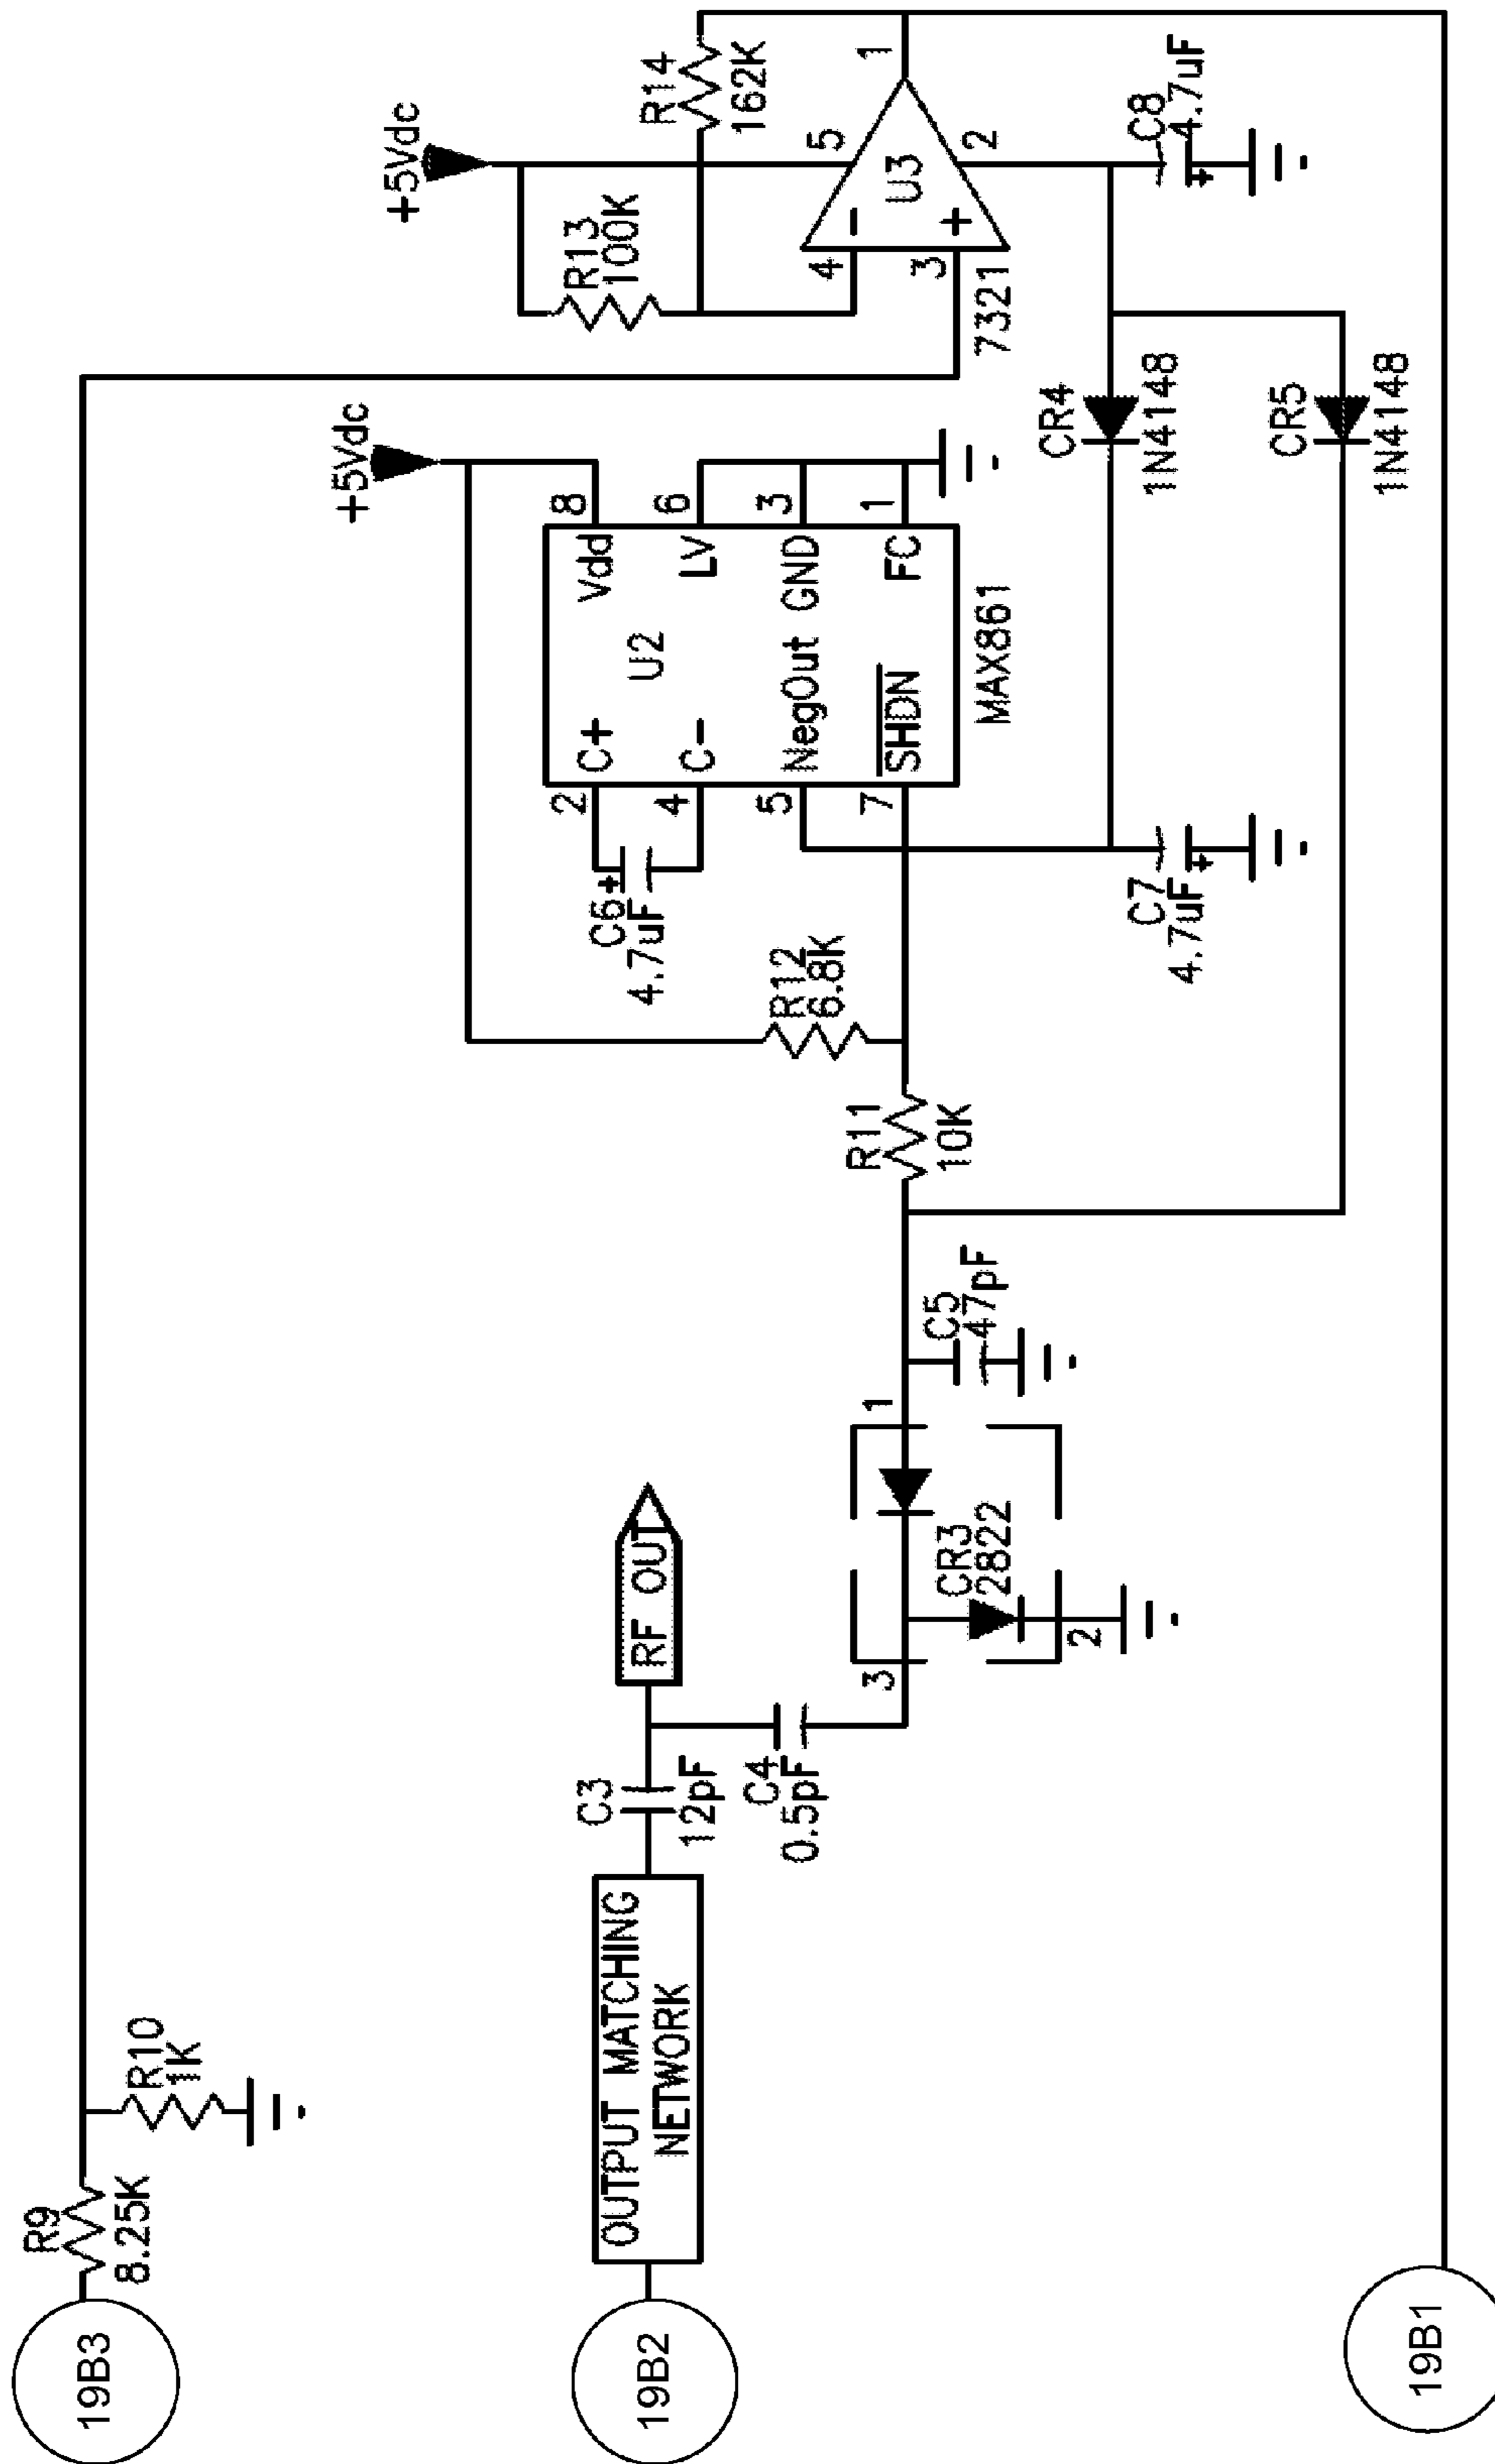 19B3
R9
8.25K
R10
1K
19B2
OUTPUT MATCHING
NETWORK
C3
12pF
RF OUT
C4
0.5pF
3
CR3
2822
2
1
C5
47pF
R11
10K
R12
6.8K
+5Vdc
C6
+
4.7uF
2
4
5
7
C+
C-
NegOut
SHDN
U2
Vdd
LV
GND
FC
8
6
3
1
MAX861
C7
4.7uF
+
CR4
1N4148
CR5
1N4148
+5Vdc
R13
100K
R14
162K
4
3
-
+
U3
5
2
1
7321
C8
4.7uF
+
19B1